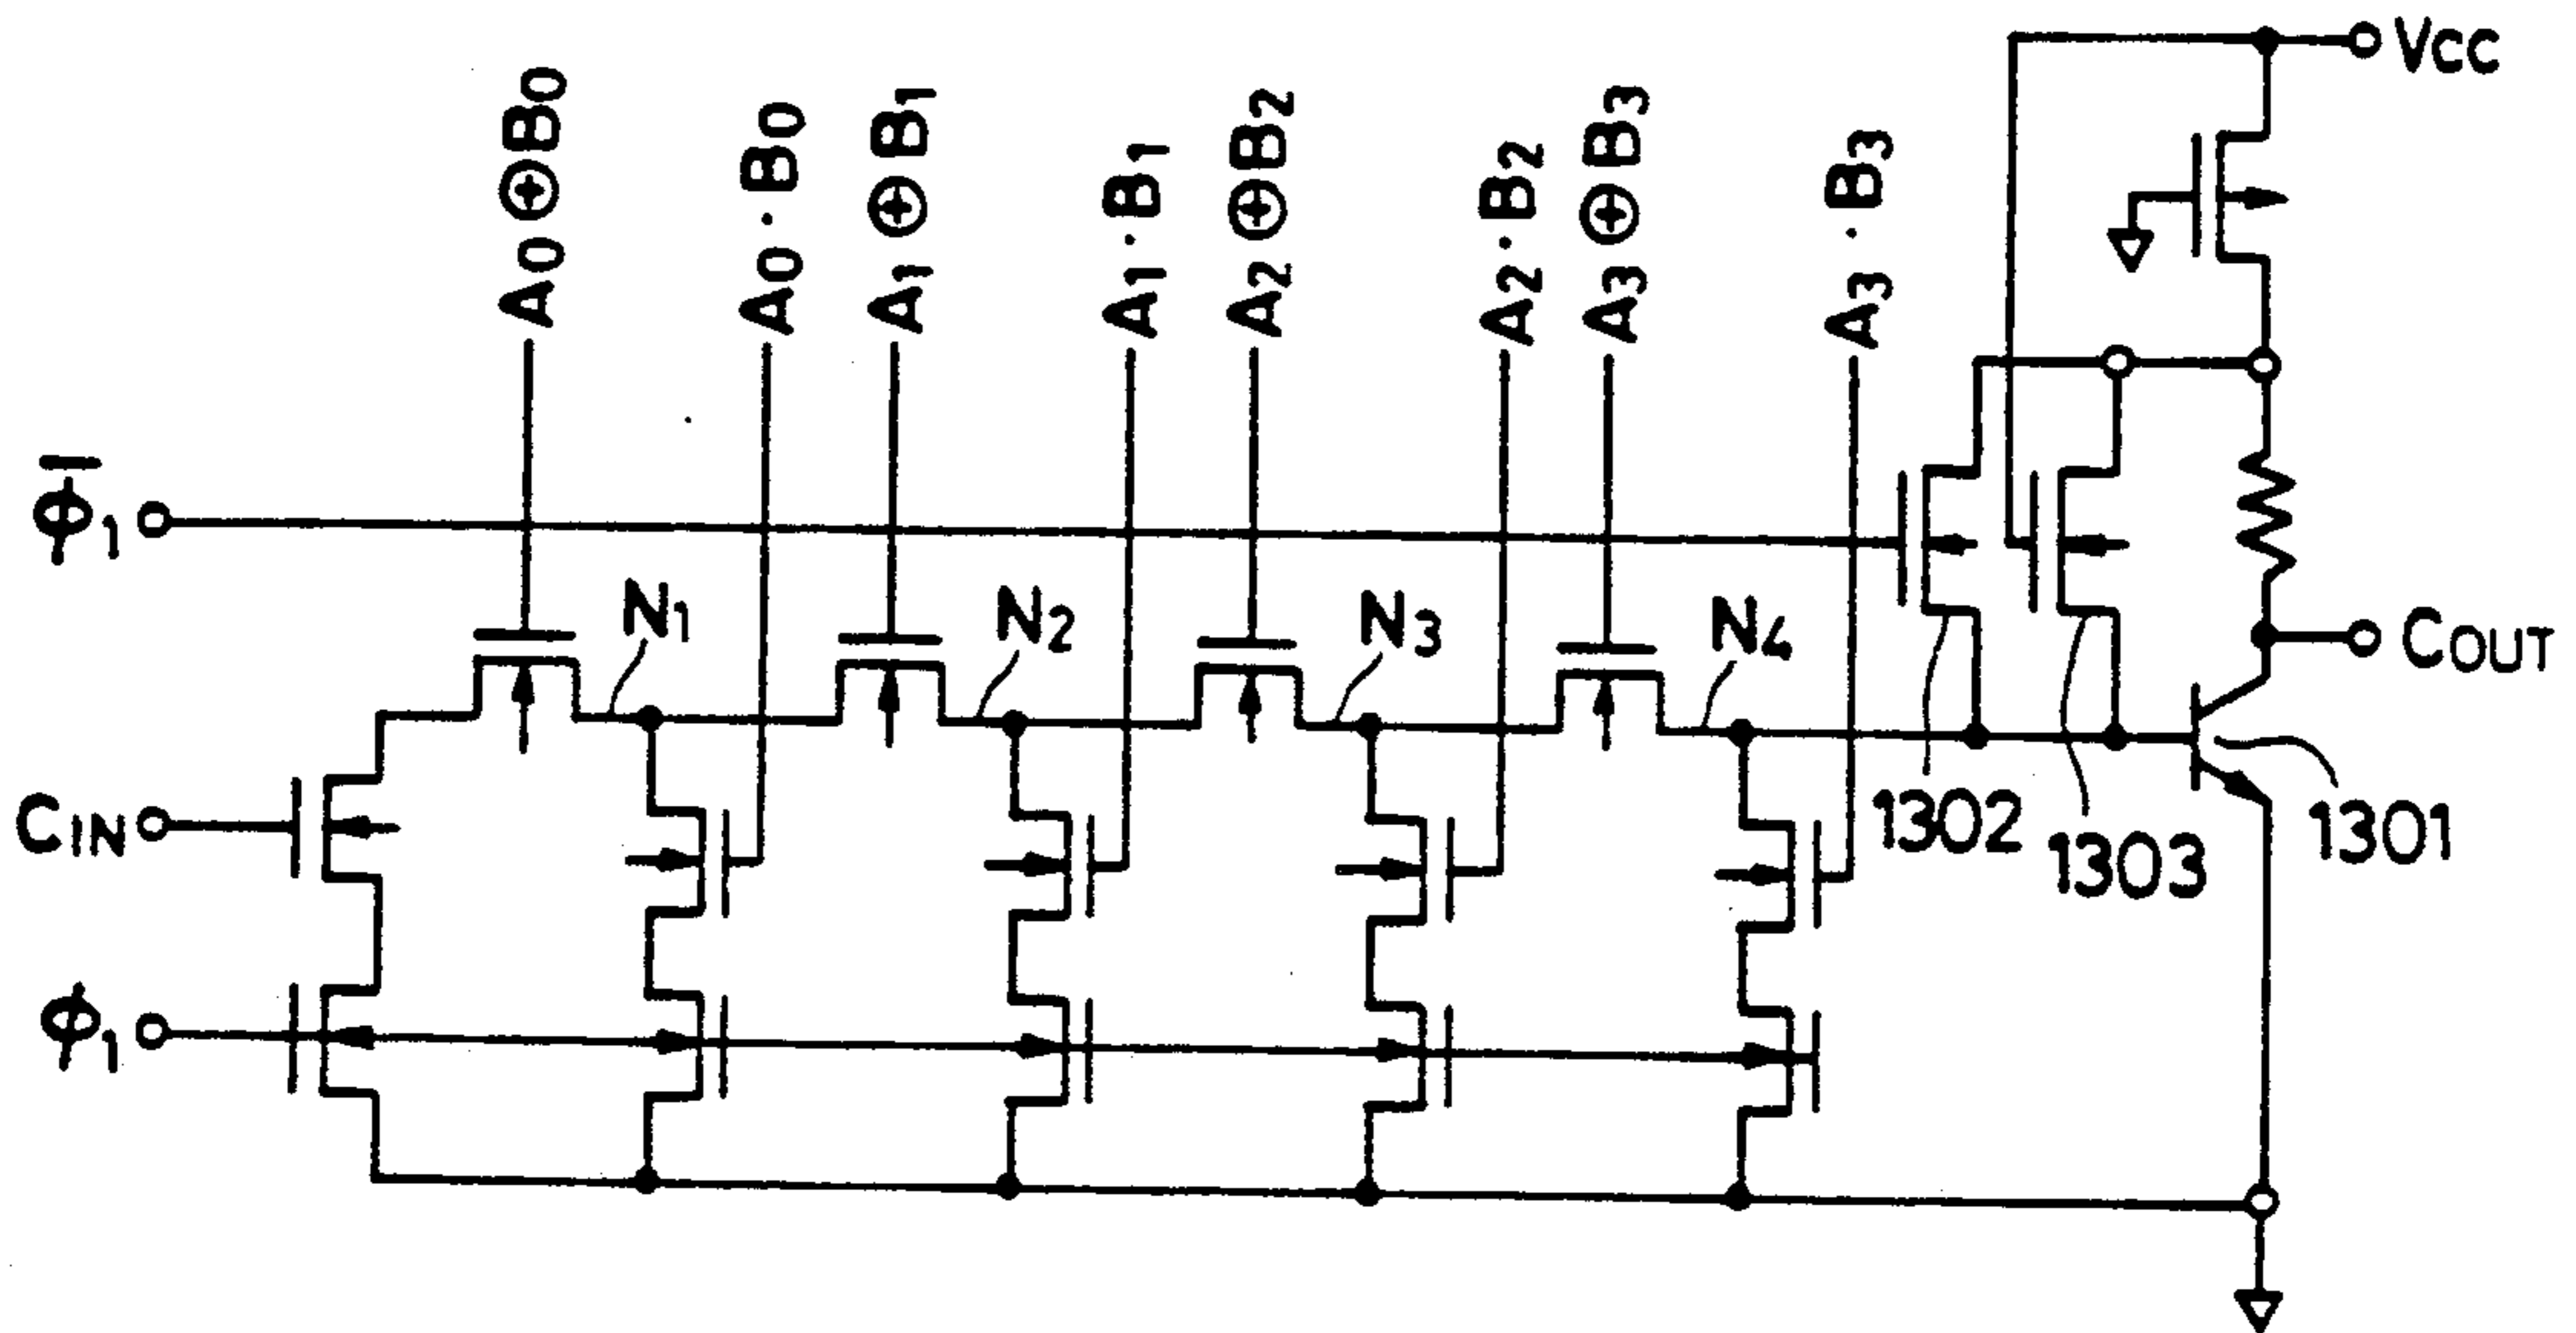 VCC
A0 ⊕ B0
A0 · B0
A1 ⊕ B1
A1 · B1
A2 ⊕ B2
A2 · B2
A3 ⊕ B3
A3 · B3
ϕ̅1
N1
N2
N3
N4
COUT
CIN
1302
1303
1301
ϕ1